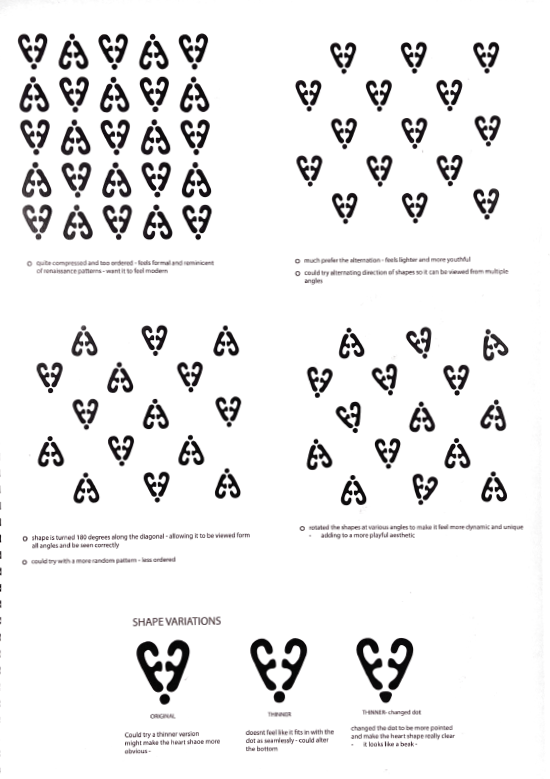 quite compressed and too ordered - feels formal and reminicent
of renaissance patterns - want it to feel modern
much prefer the alternation - feels lighter and more youthful
could try alternating direction of shapes so it can be viewed from multiple
angles
shape is turned 180 degrees along the diagonal - allowing it to be viewed form
all angles and be seen correctly
could try with a more random pattern - less ordered
rotated the shapes at various angles to make it feel more dynamic and unique
- adding to a more playful aesthetic
SHAPE VARIATIONS
ORIGINAL
THINNER
THINNER- changed dot
Could try a thinner version
might make the heart shaoe more
obvious -
doesnt feel like it fits in with the
dot as seamlessly - could alter
the bottom
changed the dot to be more pointed
and make the heart shape really clear
- it looks like a beak -